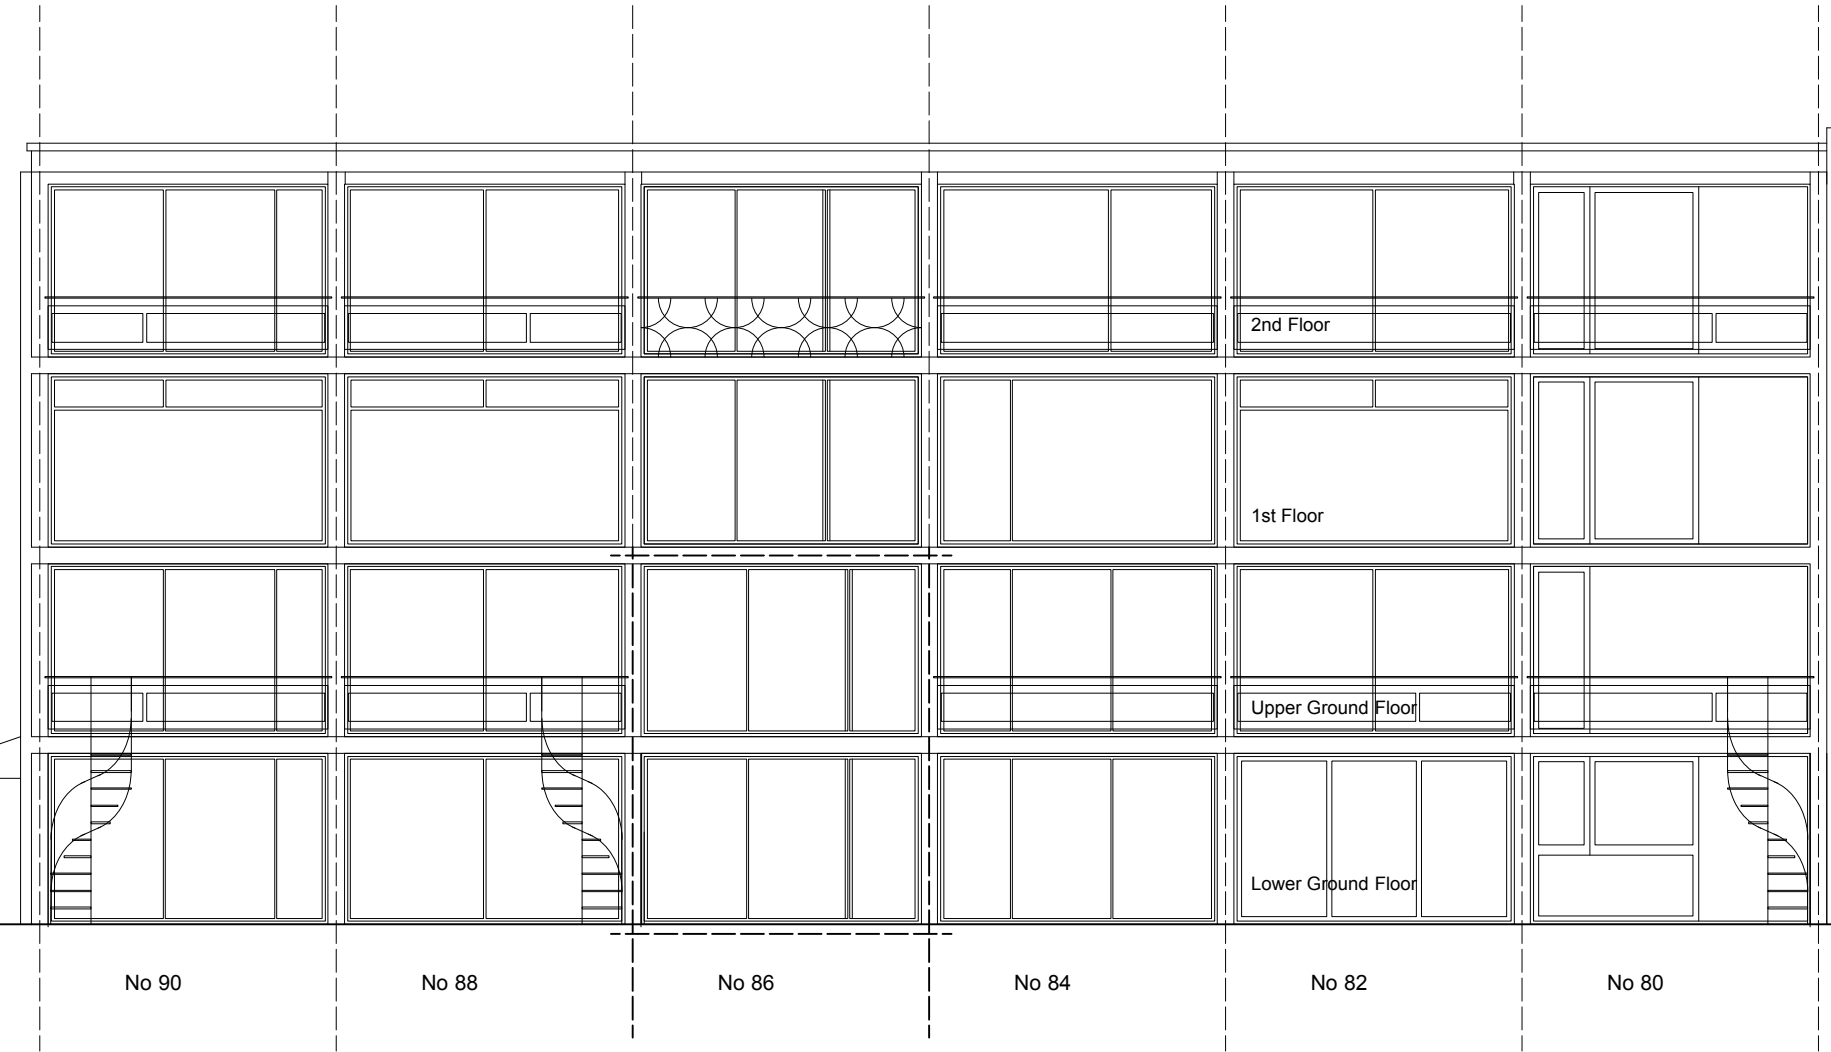 2nd Floor
1st Floor
Upper Ground Floor
Lower Ground Floor
No 90
No 88
No 86
No 84
No 82
No 80